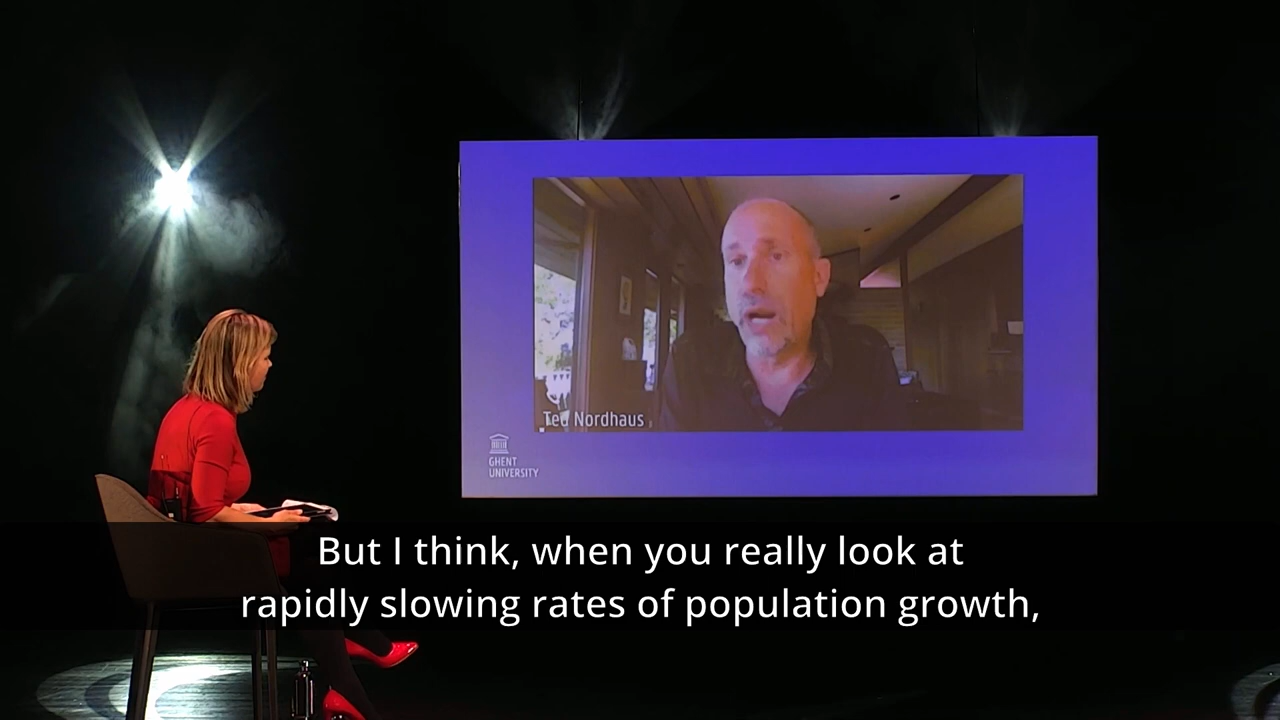 Ted Nordhaus
GHENT
UNIVERSITY
But I think, when you really look at
rapidly slowing rates of population growth,